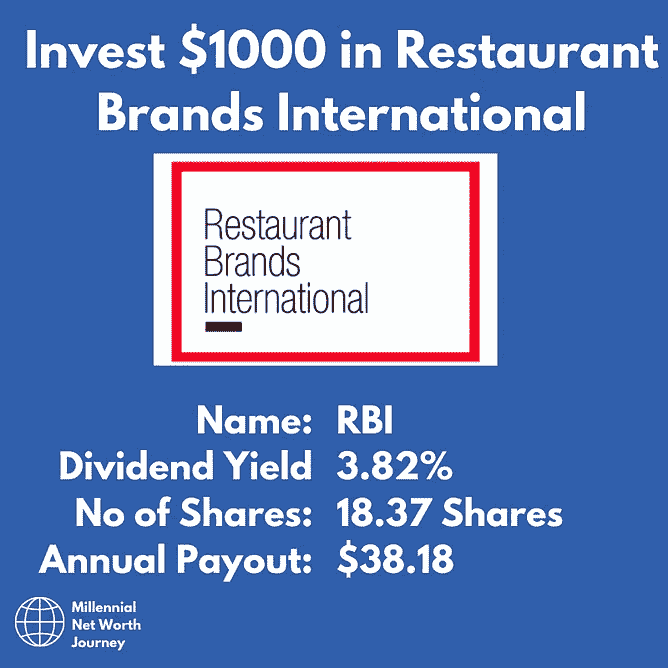 Invest $1000 in Restaurant
Brands International
Restaurant
Brands
International
Name: RBI
Dividend Yield 3.82%
No of Shares: 18.37 Shares
Annual Payout: $38.18
Millennial
Net Worth
Journey